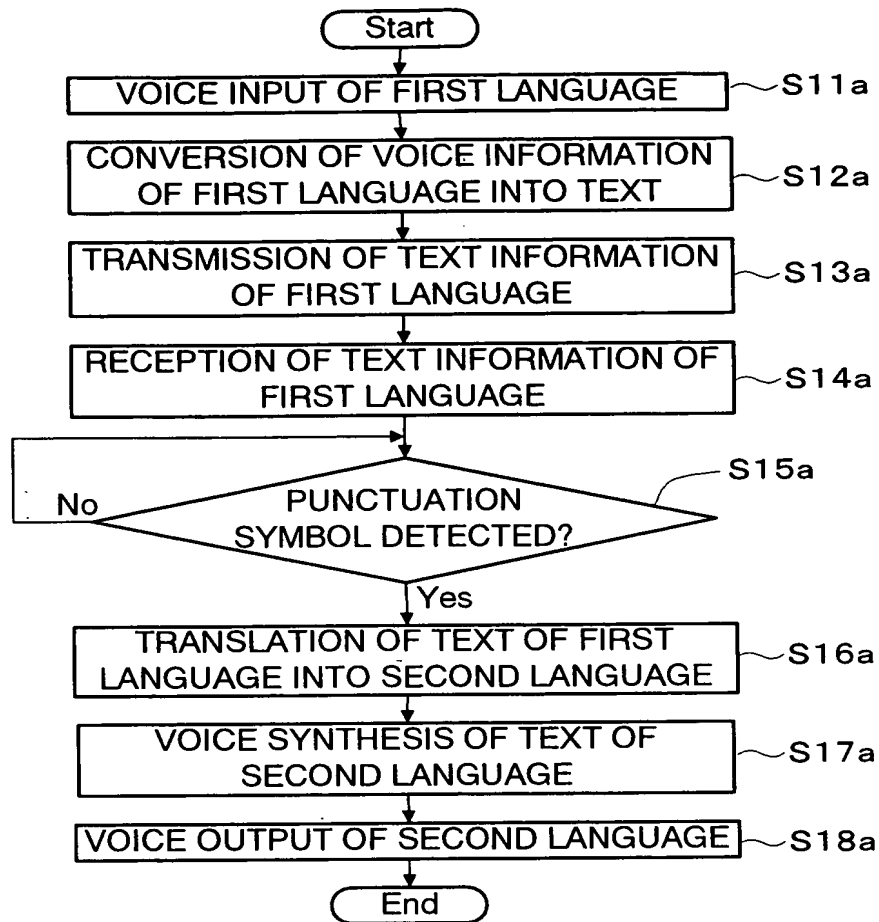 Start
VOICE INPUT OF FIRST LANGUAGE
S11a
CONVERSION OF VOICE INFORMATION
OF FIRST LANGUAGE INTO TEXT
S12a
TRANSMISSION OF TEXT INFORMATION
OF FIRST LANGUAGE
S13a
RECEPTION OF TEXT INFORMATION OF
FIRST LANGUAGE
S14a
PUNCTUATION
SYMBOL DETECTED?
S15a
No
Yes
TRANSLATION OF TEXT OF FIRST
LANGUAGE INTO SECOND LANGUAGE
S16a
VOICE SYNTHESIS OF TEXT OF
SECOND LANGUAGE
S17a
VOICE OUTPUT OF SECOND LANGUAGE
S18a
End